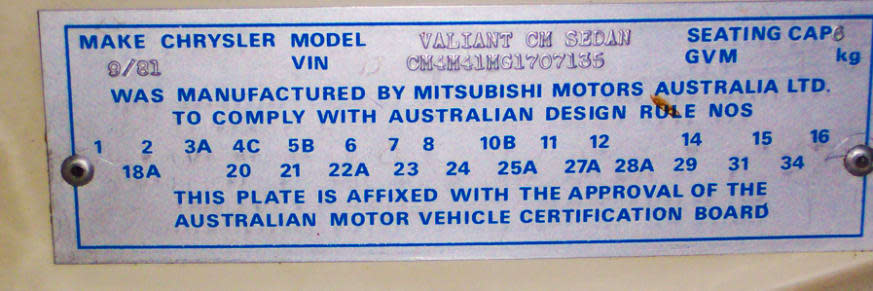 MAKE CHRYSLER MODEL VALIANT CM SEDAN SEATING CAP 6
9/81 VIN CM4M41MG1707135 GVM kg
WAS MANUFACTURED BY MITSUBISHI MOTORS AUSTRALIA LTD.
TO COMPLY WITH AUSTRALIAN DESIGN RULE NOS
1 2 3A 4C 5B 6 7 8 10B 11 12 14 15 16
18A 20 21 22A 23 24 25A 27A 28A 29 31 34
THIS PLATE IS AFFIXED WITH THE APPROVAL OF THE
AUSTRALIAN MOTOR VEHICLE CERTIFICATION BOARD